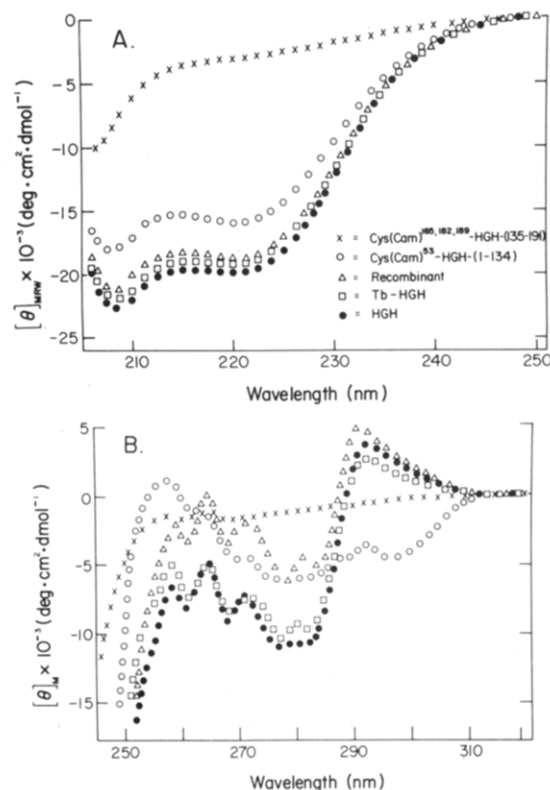 A.
0
-5
-10
-15
-20
-25
[θ]MRW × 10⁻³ (deg·cm²·dmol⁻¹)
x = Cys(Cam)¹⁶⁵,¹⁸²,¹⁸⁹-HGH-(135-191)
○ = Cys(Cam)⁵³-HGH-(1-134)
△ = Recombinant
□ = Tb-HGH
● = HGH
210 220 230 240 250
Wavelength (nm)
B.
5
0
-5
-10
-15
[θ]M × 10⁻³ (deg·cm²·dmol⁻¹)
250 270 290 310
Wavelength (nm)